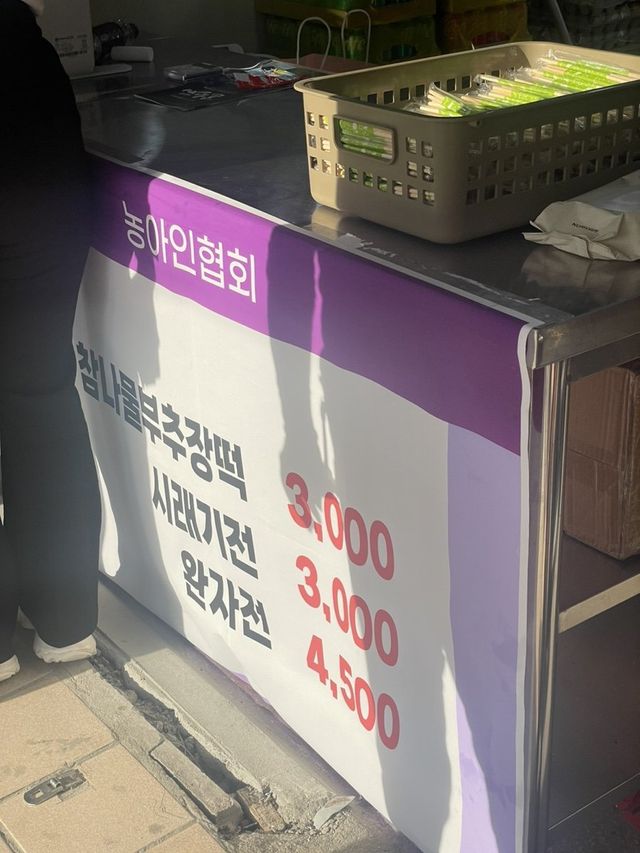 농아인협회
참나물부추장떡 3,000
시래기전 3,000
완자전 4,500